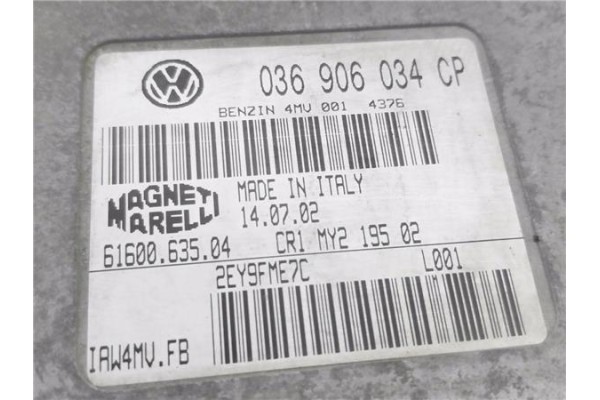 VW 036 906 034 CP
BENZIN 4MV 001 4376
MAGNETI MARELLI
MADE IN ITALY
14.07.02
61600.635.04 CR1 MY2 195 02
2EY9FME7C L001
IAW4MV.FB